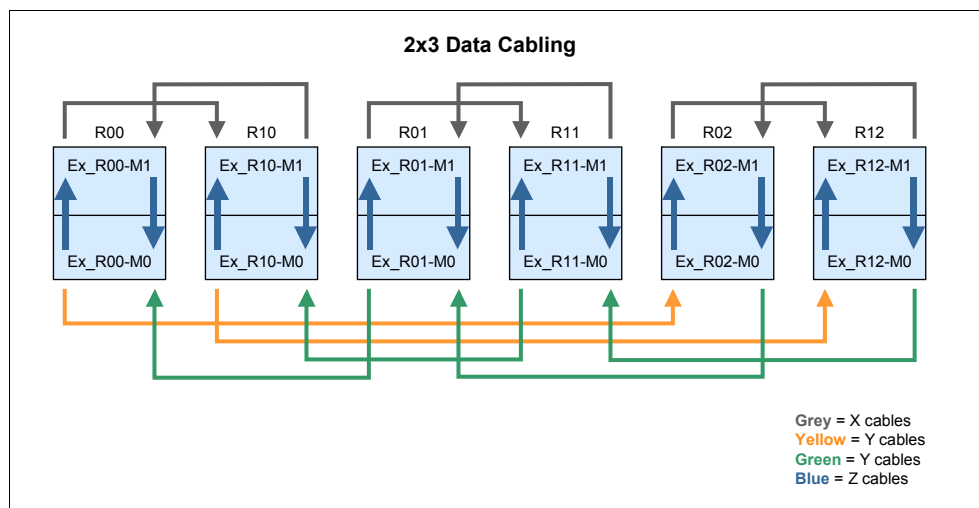 2x3 Data Cabling
R00 R10 R01 R11 R02 R12
Ex_R00-M1 Ex_R10-M1 Ex_R01-M1 Ex_R11-M1 Ex_R02-M1 Ex_R12-M1
Ex_R00-M0 Ex_R10-M0 Ex_R01-M0 Ex_R11-M0 Ex_R02-M0 Ex_R12-M0
Grey = X cables
Yellow = Y cables
Green = Y cables
Blue = Z cables